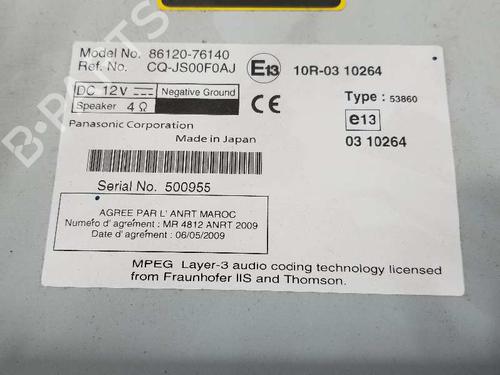 Model No. 86120-76140
Ref. No. CQ-JS00F0AJ
E13 10R-03 10264
DC 12V Negative Ground
Speaker 4Ω
CE
Type : 53860
e13
03 10264
Panasonic Corporation
Made in Japan
Serial No. 500955
AGREE PAR L' ANRT MAROC
Numero d' agrement : MR 4812 ANRT 2009
Date d' agrement : 06/05/2009
MPEG Layer-3 audio coding technology licensed
from Fraunhofer IIS and Thomson.
B-PARTS